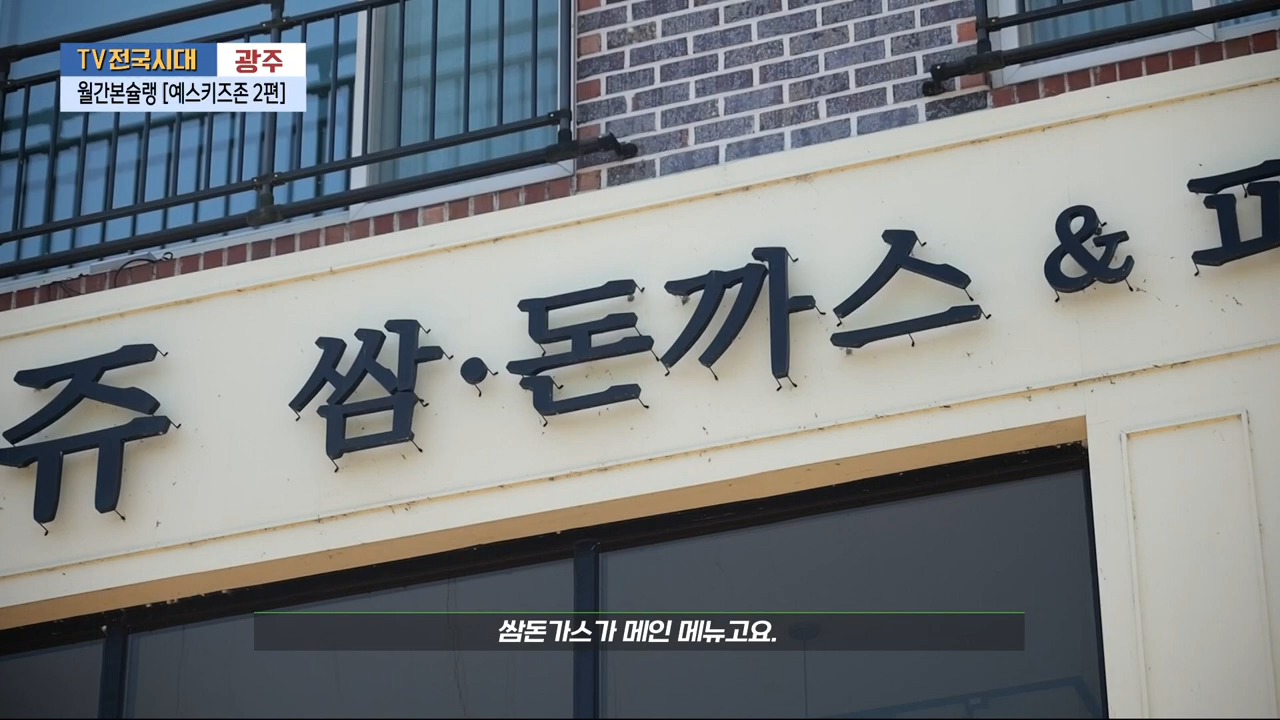 TV전국시대 광주
월간본슐랭 [예스키즈존 2편]
쥬 쌈·돈까스 &
쌈돈가스가 메인 메뉴고요.